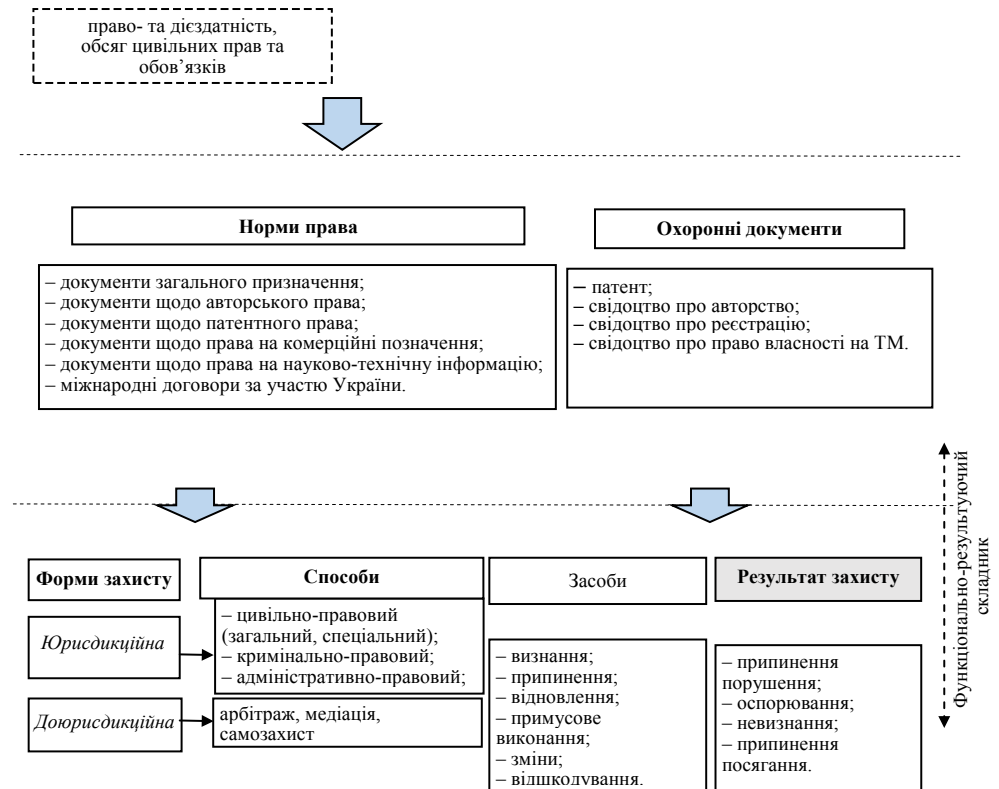 право- та дієздатність,
обсяг цивільних прав та
обов’язків
Норми права
– документи загального призначення;
– документи щодо авторського права;
– документи щодо патентного права;
– документи щодо права на комерційні позначення;
– документи щодо права на науково-технічну інформацію;
– міжнародні договори за участю України.
Охоронні документи
– патент;
– свідоцтво про авторство;
– свідоцтво про реєстрацію;
– свідоцтво про право власності на ТМ.
Функціонально-результуючий
складник
Форми захисту
Юрисдикційна
Доюрисдикційна
Способи
– цивільно-правовий
(загальний, спеціальний);
– кримінально-правовий;
– адміністративно-правовий;
арбітраж, медіація,
самозахист
Засоби
– визнання;
– припинення;
– відновлення;
– примусове
виконання;
– зміни;
– відшкодування.
Результат захисту
– припинення
порушення;
– оспорювання;
– невизнання;
– припинення
посягання.